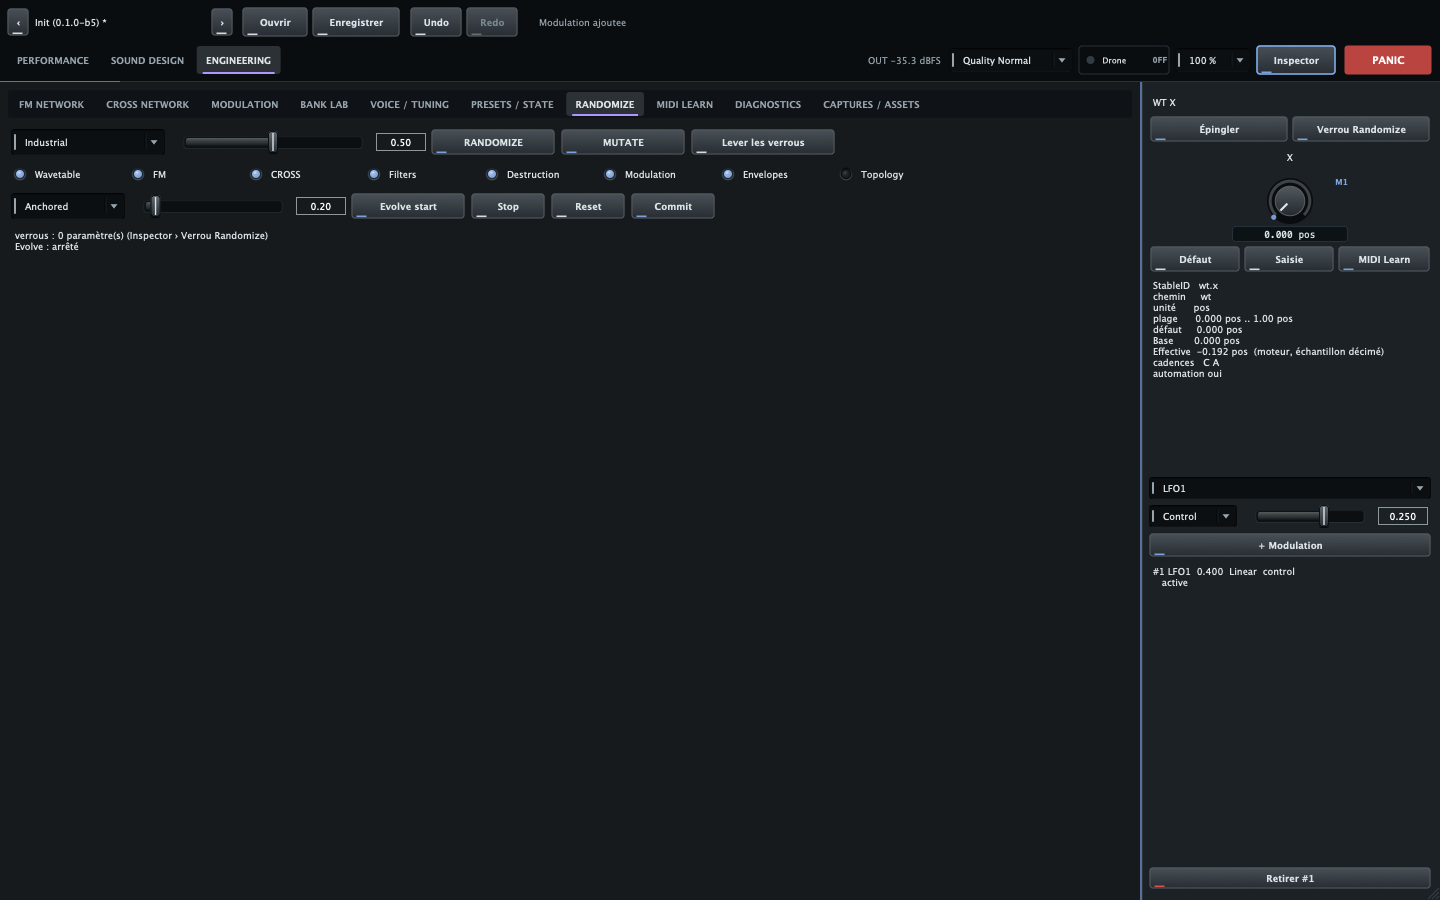 ‹ Init (0.1.0-b5) * › Ouvrir Enregistrer Undo Redo Modulation ajoutee
PERFORMANCE SOUND DESIGN ENGINEERING OUT -35.3 dBFS Quality Normal Drone OFF 100 % Inspector PANIC
FM NETWORK CROSS NETWORK MODULATION BANK LAB VOICE / TUNING PRESETS / STATE RANDOMIZE MIDI LEARN DIAGNOSTICS CAPTURES / ASSETS
Industrial 0.50 RANDOMIZE MUTATE Lever les verrous
Wavetable FM CROSS Filters Destruction Modulation Envelopes Topology
Anchored 0.20 Evolve start Stop Reset Commit
verrous : 0 paramètre(s) (Inspector › Verrou Randomize)
Evolve : arrêté
WT X
Épingler Verrou Randomize
X
M1
0.000 pos
Défaut Saisie MIDI Learn
StableID wt.x
chemin wt
unité pos
plage 0.000 pos .. 1.00 pos
défaut 0.000 pos
Base 0.000 pos
Effective -0.192 pos (moteur, échantillon décimé)
cadences C A
automation oui
LFO1
Control 0.250
+ Modulation
#1 LFO1 0.400 Linear control
active
Retirer #1